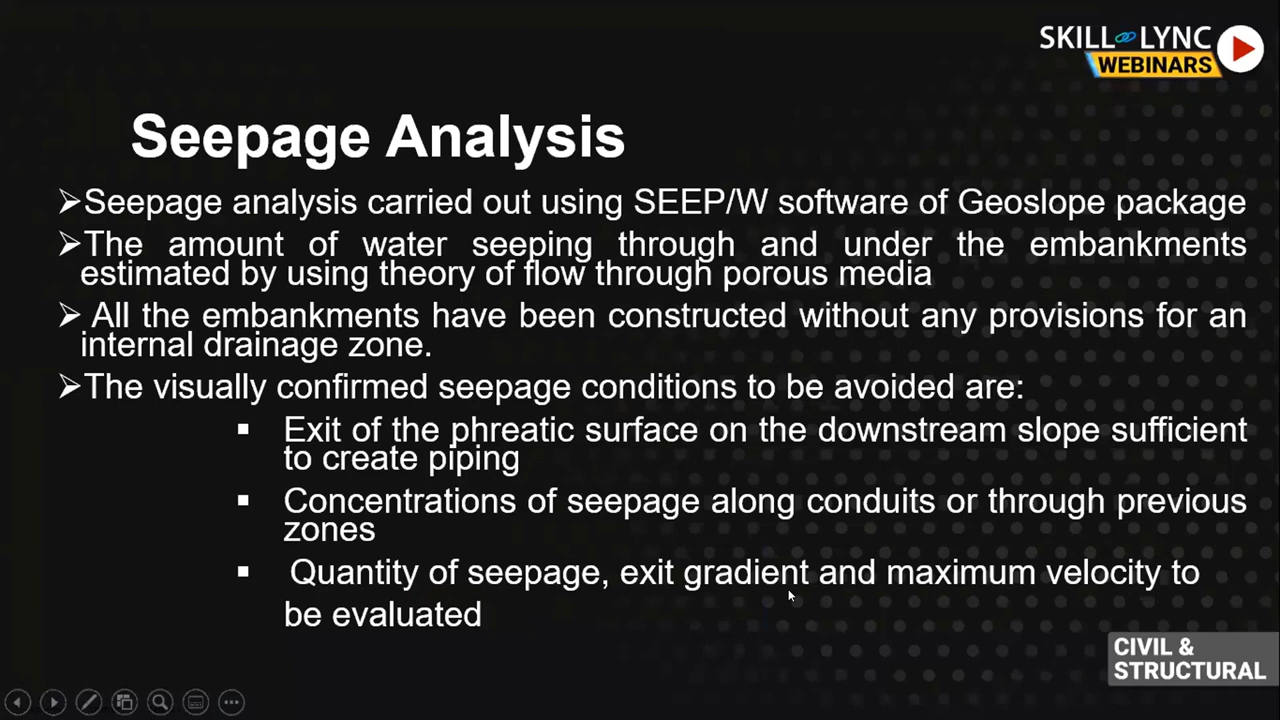 SKILL LYNC
WEBINARS
Seepage Analysis
Seepage analysis carried out using SEEP/W software of Geoslope package
The amount of water seeping through and under the embankments
estimated by using theory of flow through porous media
All the embankments have been constructed without any provisions for an
internal drainage zone.
The visually confirmed seepage conditions to be avoided are:
Exit of the phreatic surface on the downstream slope sufficient
to create piping
Concentrations of seepage along conduits or through previous
zones
Quantity of seepage, exit gradient and maximum velocity to
be evaluated
CIVIL &
STRUCTURAL